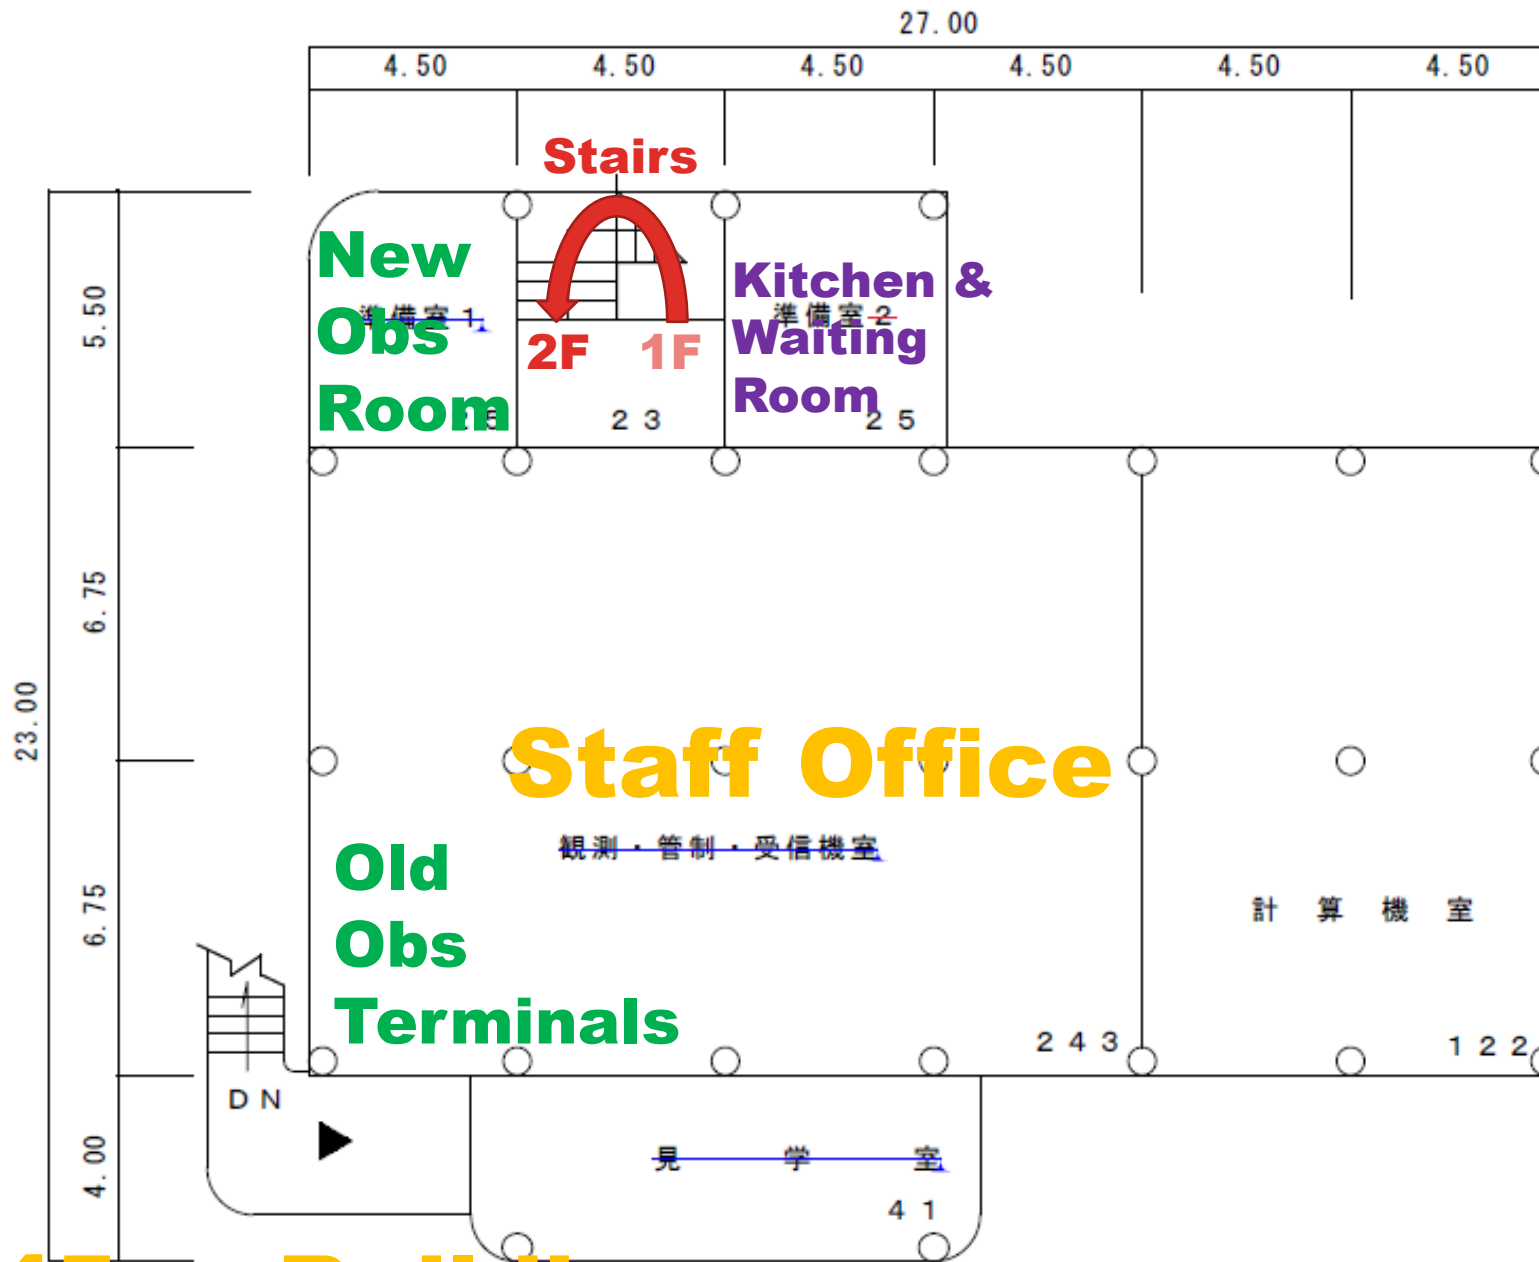 27.00
4.50 4.50 4.50 4.50 4.50 4.50
Stairs
New
Obs
Room
準備室1
2F 1F
23
Kitchen &
Waiting
Room
準備室2
25
5.50
6.75
23.00
6.75
4.00
Staff Office
観測・管制・受信機室
Old
Obs
Terminals
243
計算機室
122
DN
見学室
41